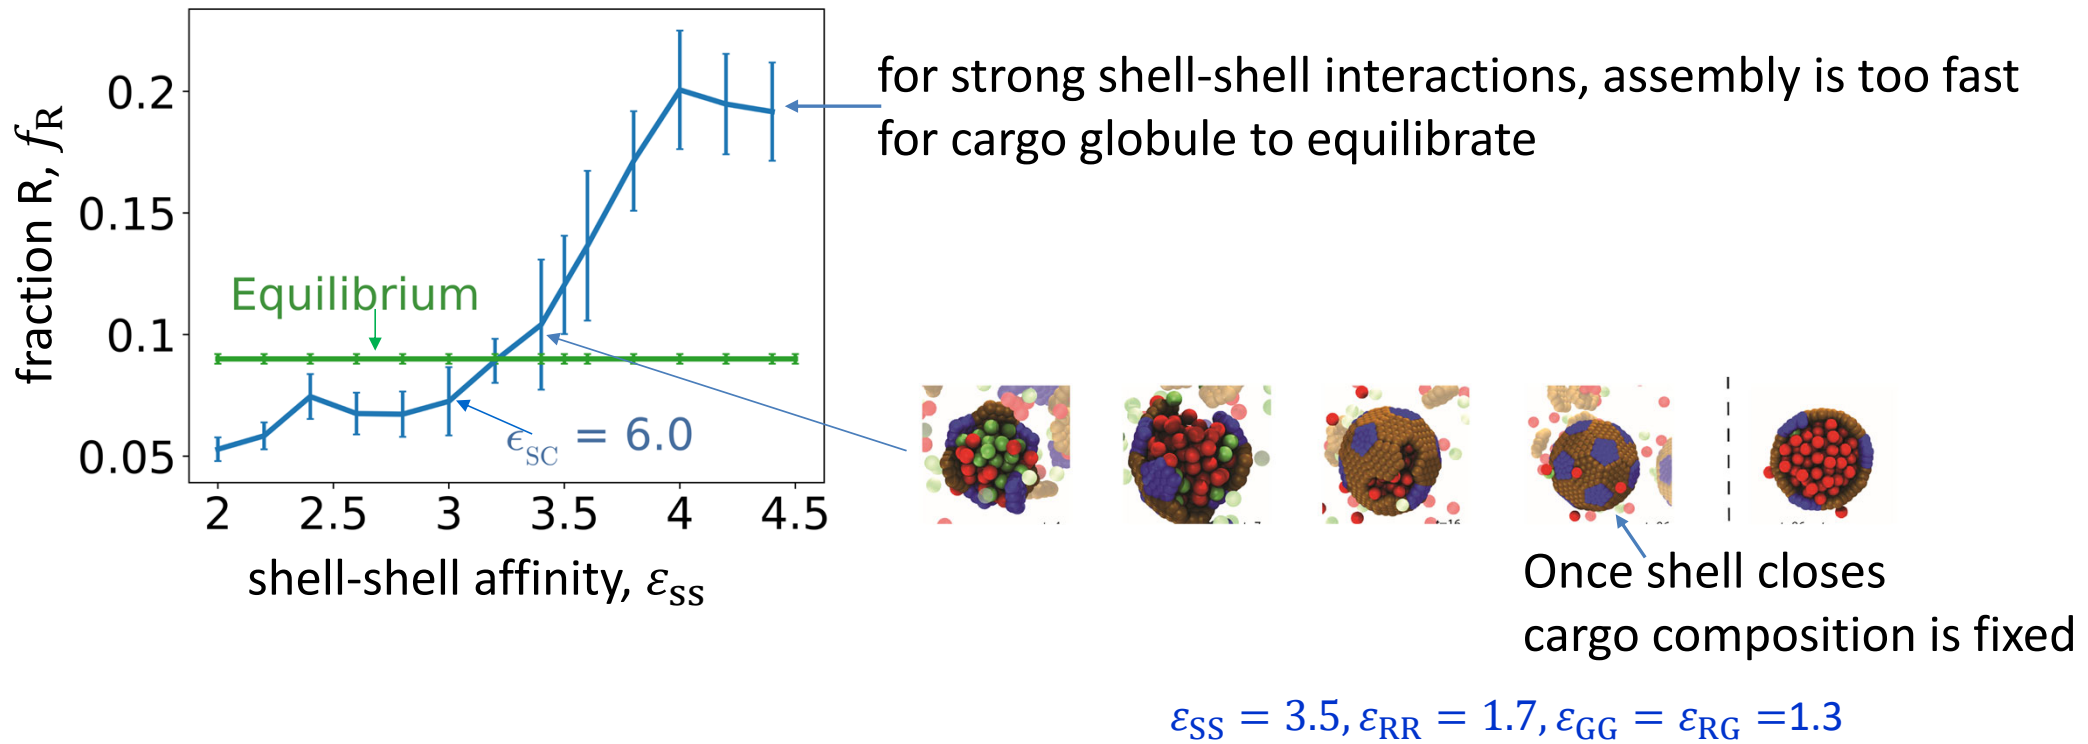 0.2
0.15
0.1
0.05
fraction R, fR
Equilibrium
ϵSC = 6.0
2 2.5 3 3.5 4 4.5
shell-shell affinity, εss
for strong shell-shell interactions, assembly is too fast
for cargo globule to equilibrate
Once shell closes
cargo composition is fixed
εSS = 3.5, εRR = 1.7, εGG = εRG =1.3